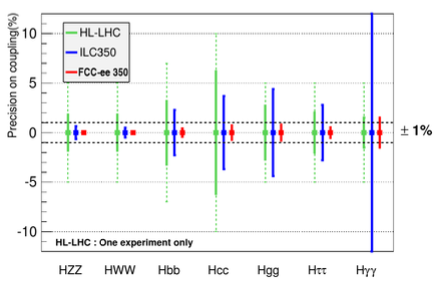 Precision on coupling(%)
10
5
0
-5
-10
HL-LHC
ILC350
FCC-ee 350
± 1%
HL-LHC : One experiment only
HZZ HWW Hbb Hcc Hgg Hττ Hγγ